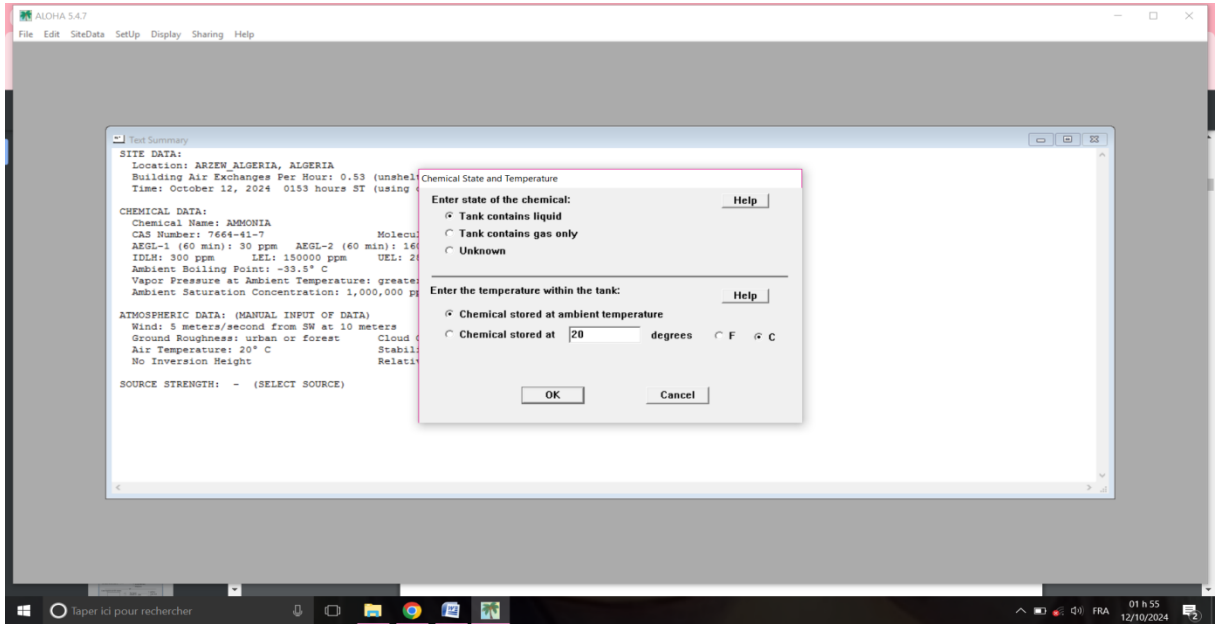 ALOHA 5.4.7
File Edit SiteData SetUp Display Sharing Help
Text Summary
SITE DATA:
Location: ARZEW_ALGERIA, ALGERIA
Building Air Exchanges Per Hour: 0.53 (unshel
Time: October 12, 2024 0153 hours ST (using
CHEMICAL DATA:
Chemical Name: AMMONIA
CAS Number: 7664-41-7 Molecu
AEGL-1 (60 min): 30 ppm AEGL-2 (60 min): 16
IDLH: 300 ppm LEL: 150000 ppm UEL: 2
Ambient Boiling Point: -33.5° C
Vapor Pressure at Ambient Temperature: greate
Ambient Saturation Concentration: 1,000,000 p
ATMOSPHERIC DATA: (MANUAL INPUT OF DATA)
Wind: 5 meters/second from SW at 10 meters
Ground Roughness: urban or forest Cloud
Air Temperature: 20° C Stabil
No Inversion Height Relati
SOURCE STRENGTH: - (SELECT SOURCE)
Chemical State and Temperature
Enter state of the chemical: Help
Tank contains liquid
Tank contains gas only
Unknown
Enter the temperature within the tank: Help
Chemical stored at ambient temperature
Chemical stored at 20 degrees F C
OK Cancel
Taper ici pour rechercher
FRA
01 h 55
12/10/2024
2